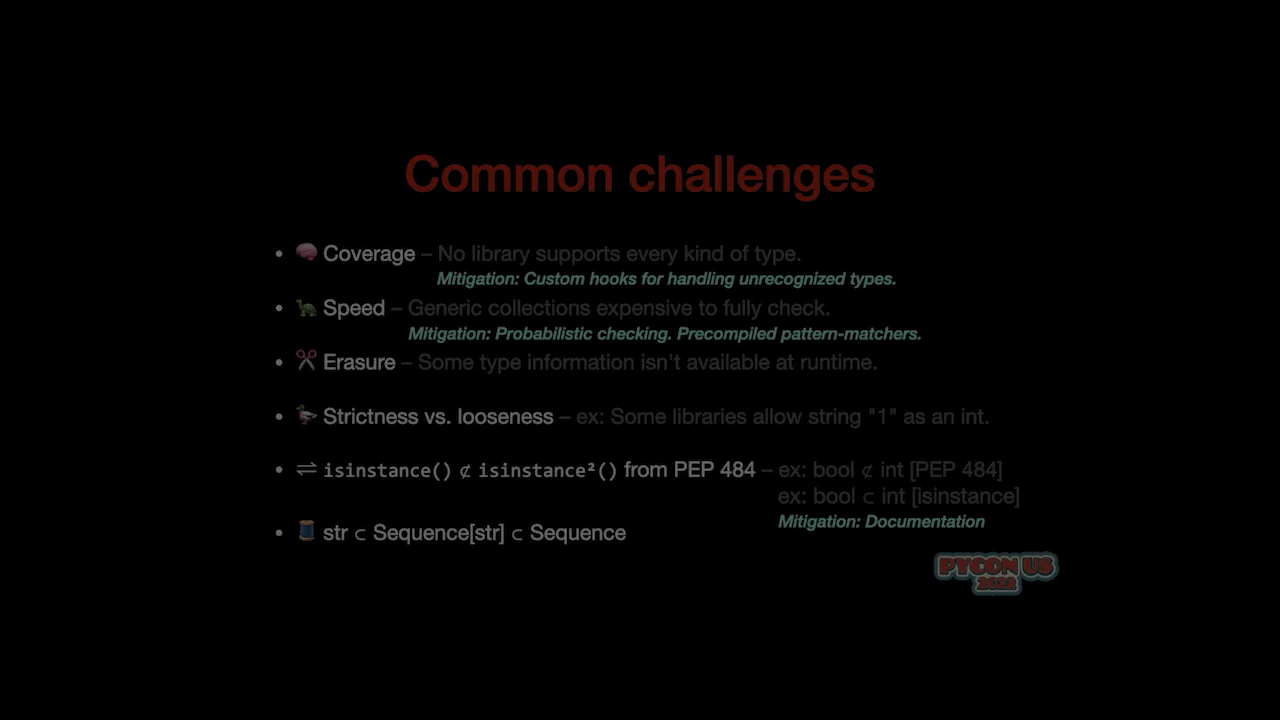 Common challenges
• 🧠 Coverage – No library supports every kind of type.
Mitigation: Custom hooks for handling unrecognized types.
• 🐢 Speed – Generic collections expensive to fully check.
Mitigation: Probabilistic checking. Precompiled pattern-matchers.
• ✂️ Erasure – Some type information isn't available at runtime.
• 🦆 Strictness vs. looseness – ex: Some libraries allow string "1" as an int.
• ⇌ isinstance() ⊄ isinstance²() from PEP 484 – ex: bool ⊄ int [PEP 484]
ex: bool ⊂ int [isinstance]
Mitigation: Documentation
• 🧵 str ⊂ Sequence[str] ⊂ Sequence
PYCON US